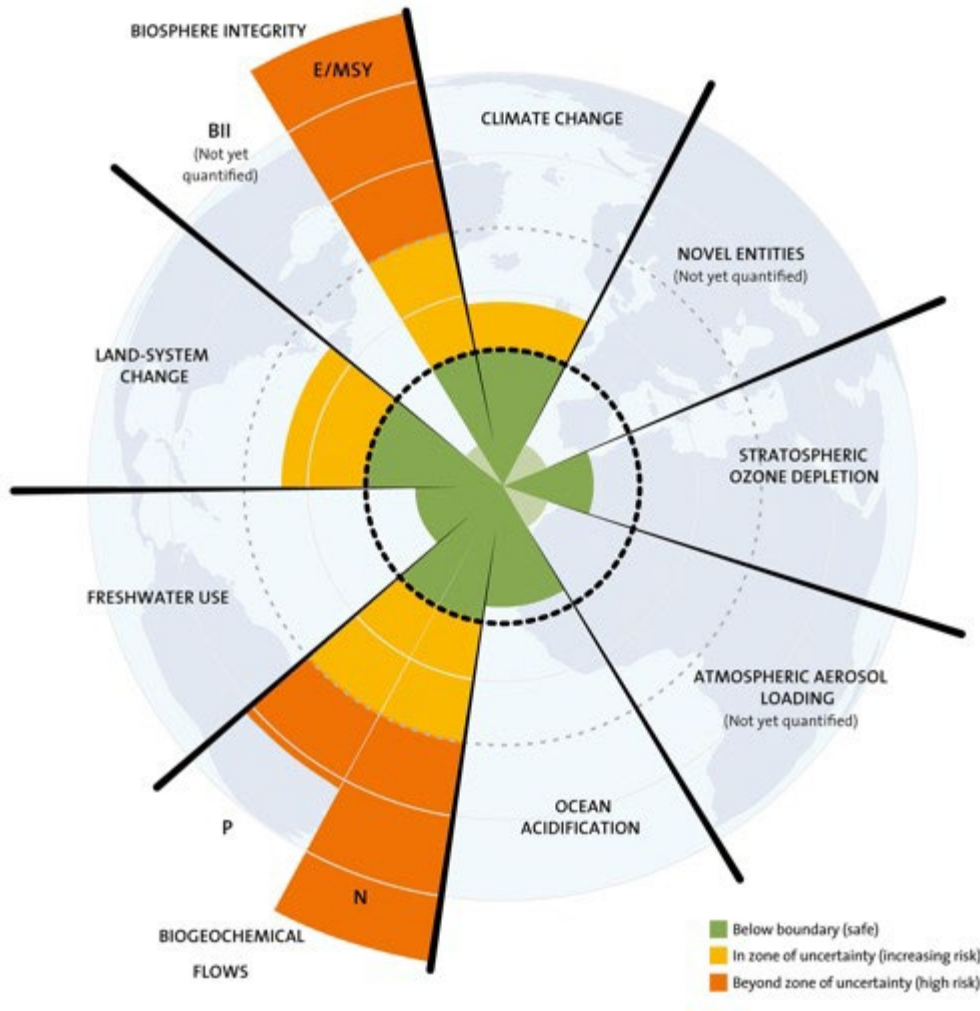 BIOSPHERE INTEGRITY
E/MSY
BII
(Not yet
quantified)
CLIMATE CHANGE
NOVEL ENTITIES
(Not yet quantified)
LAND-SYSTEM
CHANGE
STRATOSPHERIC
OZONE DEPLETION
FRESHWATER USE
ATMOSPHERIC AEROSOL
LOADING
(Not yet quantified)
OCEAN
ACIDIFICATION
P
N
BIOGEOCHEMICAL
FLOWS
Below boundary (safe)
In zone of uncertainty (increasing risk)
Beyond zone of uncertainty (high risk)